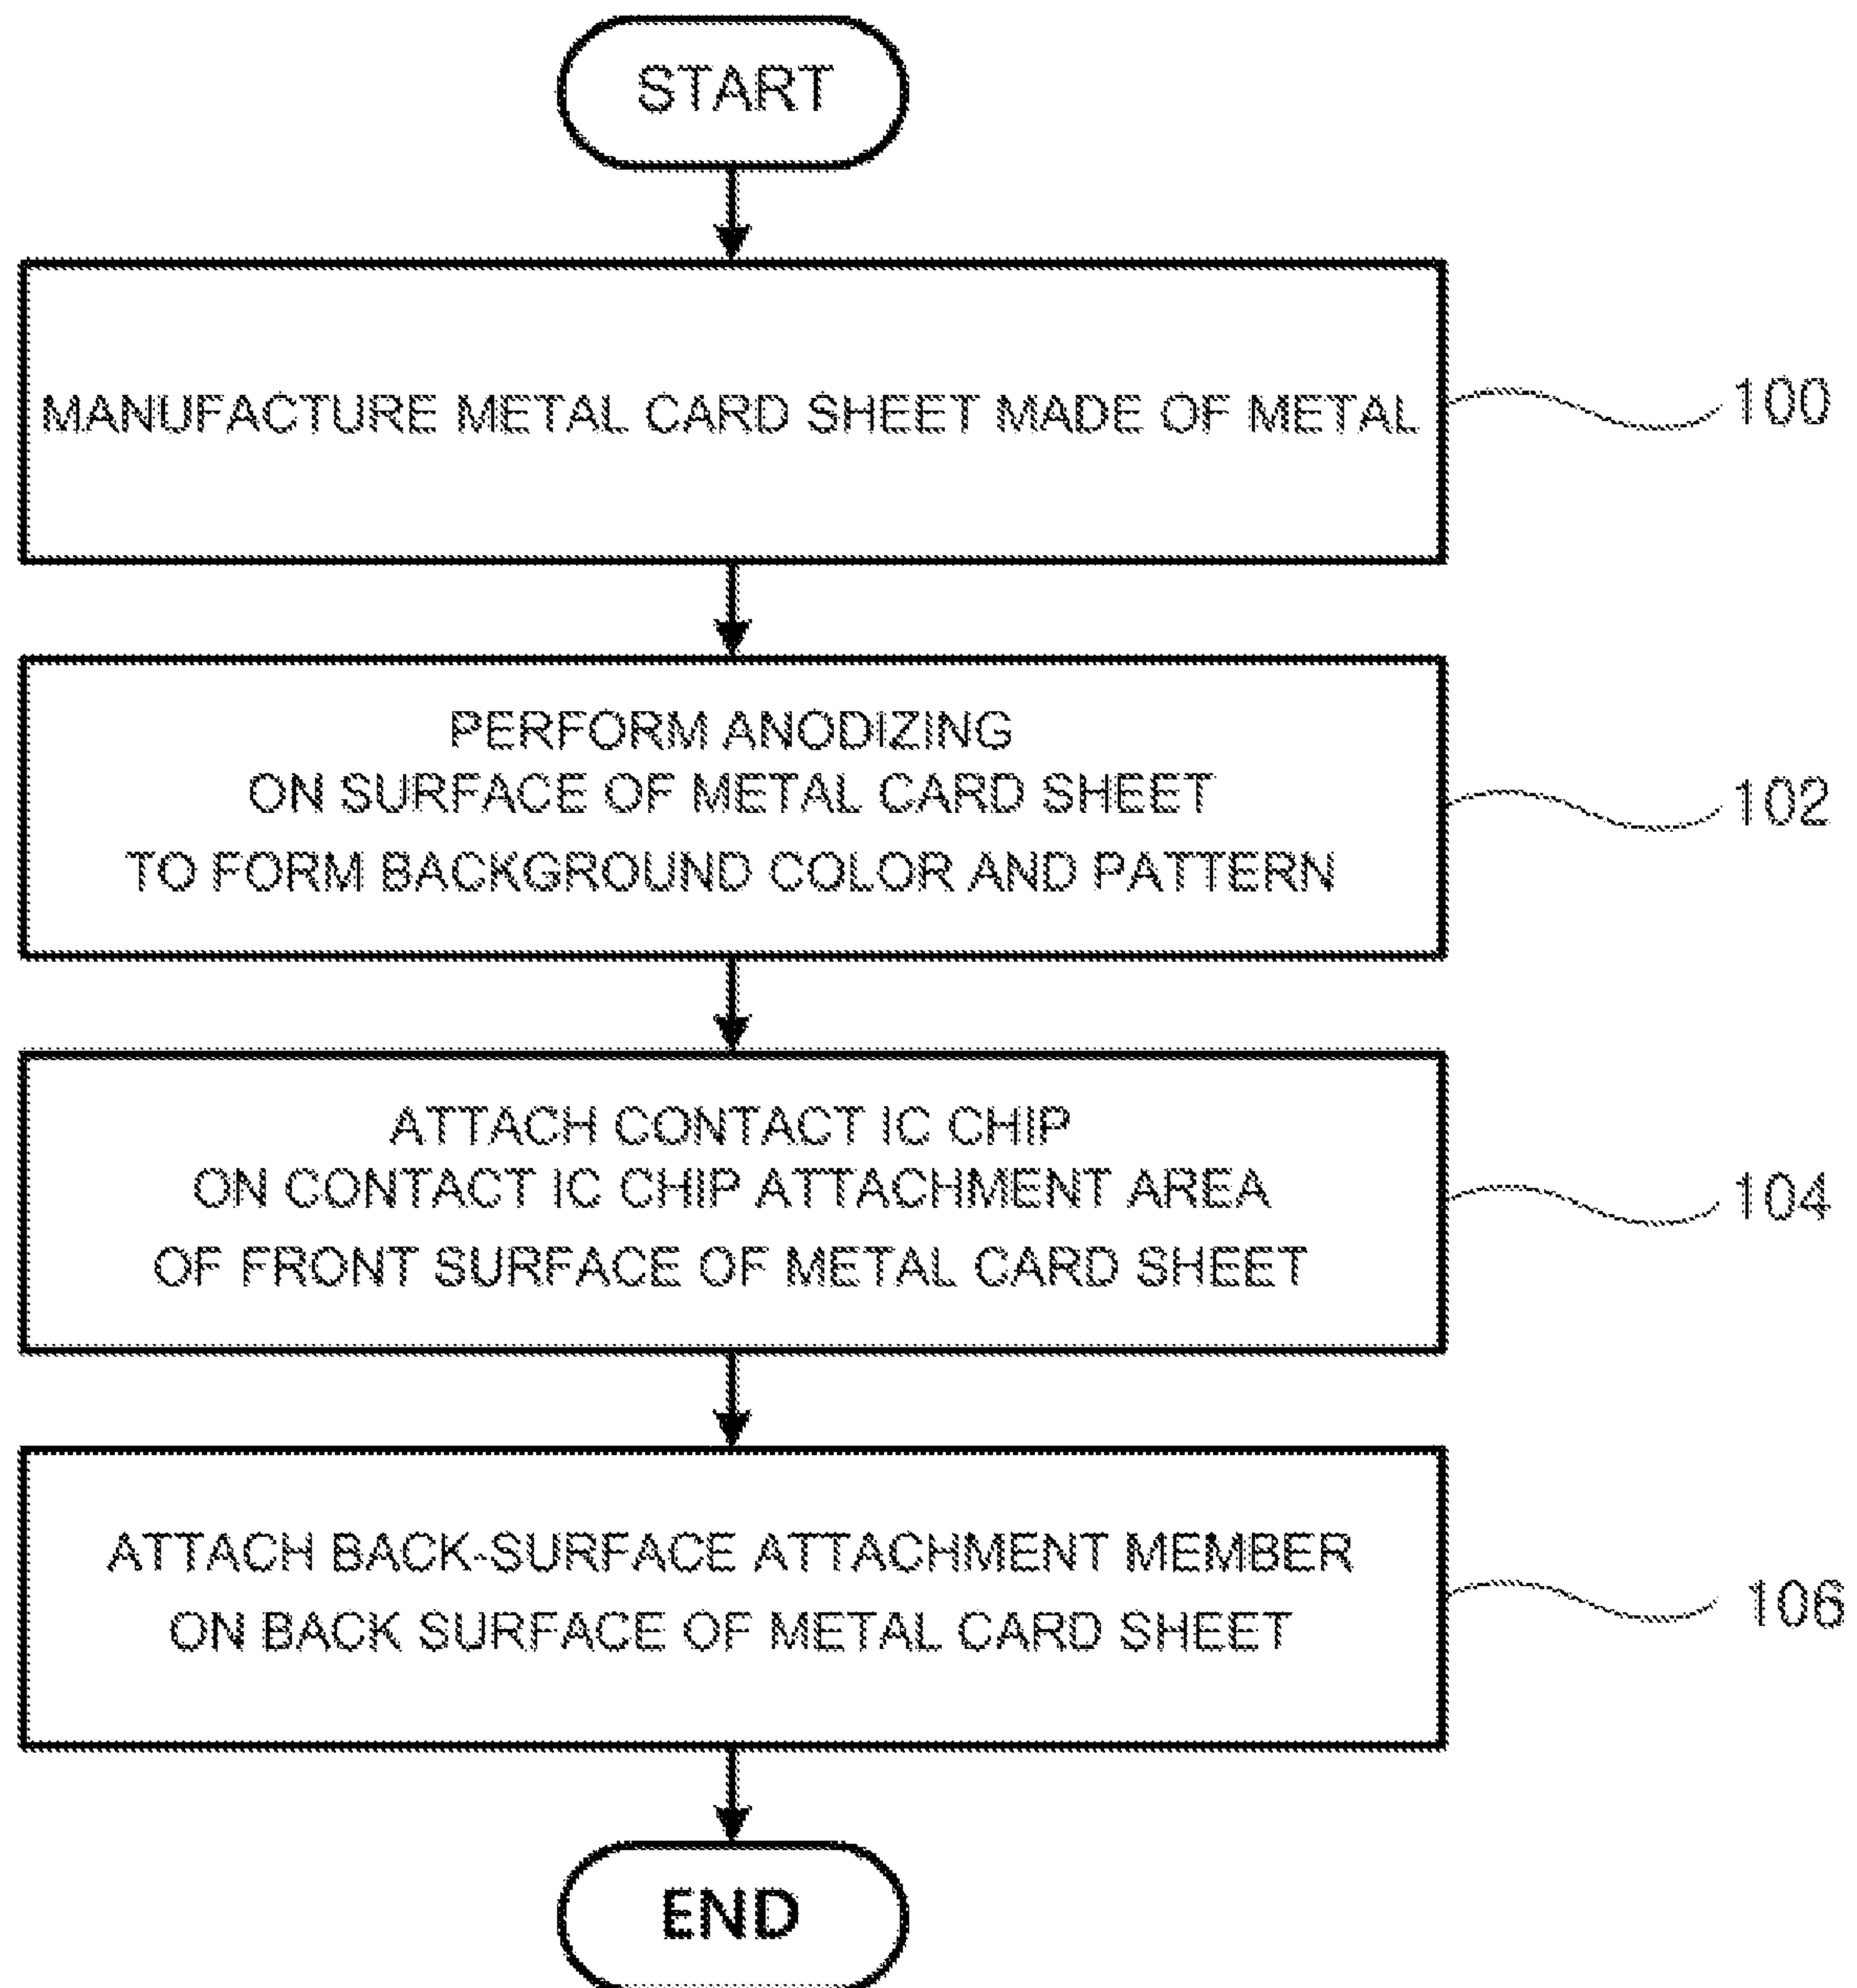 START
MANUFACTURE METAL CARD SHEET MADE OF METAL
100
PERFORM ANODIZING
ON SURFACE OF METAL CARD SHEET
TO FORM BACKGROUND COLOR AND PATTERN
102
ATTACH CONTACT IC CHIP
ON CONTACT IC CHIP ATTACHMENT AREA
OF FRONT SURFACE OF METAL CARD SHEET
104
ATTACH BACK-SURFACE ATTACHMENT MEMBER
ON BACK SURFACE OF METAL CARD SHEET
106
END